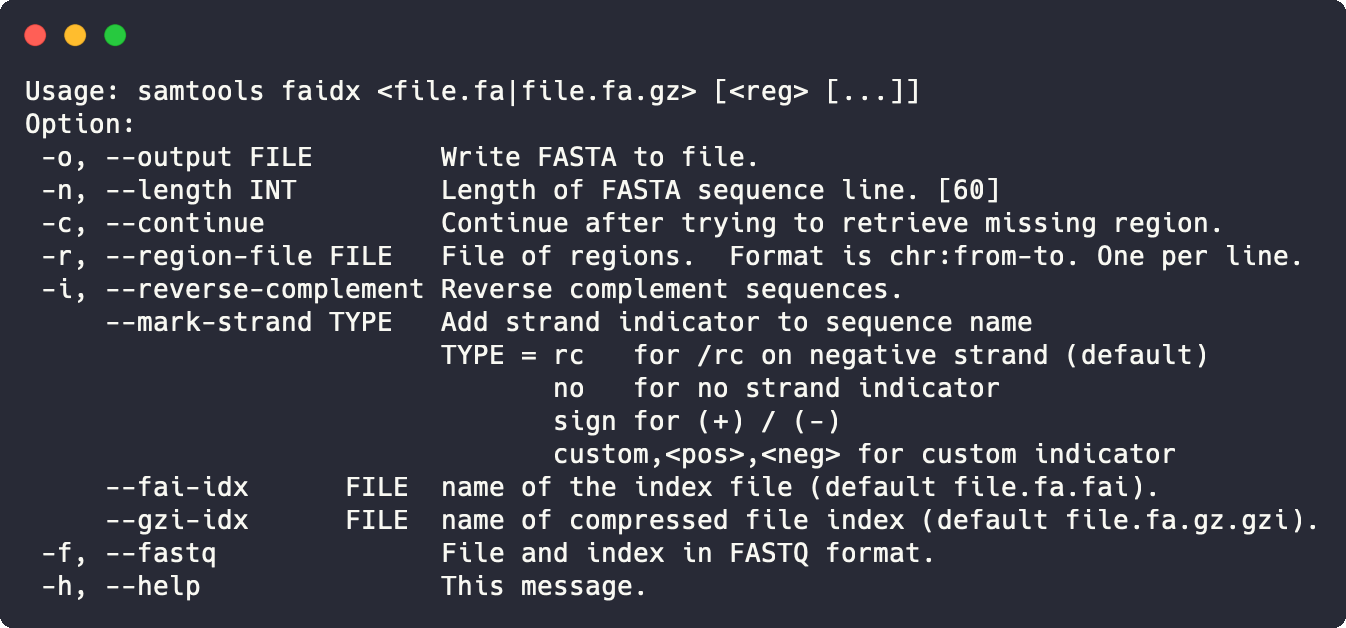 Usage: samtools faidx <file.fa|file.fa.gz> [<reg> [...]]
Option:
 -o, --output FILE        Write FASTA to file.
 -n, --length INT         Length of FASTA sequence line. [60]
 -c, --continue           Continue after trying to retrieve missing region.
 -r, --region-file FILE   File of regions.  Format is chr:from-to. One per line.
 -i, --reverse-complement Reverse complement sequences.
     --mark-strand TYPE   Add strand indicator to sequence name
                          TYPE = rc   for /rc on negative strand (default)
                                 no   for no strand indicator
                                 sign for (+) / (-)
                                 custom,<pos>,<neg> for custom indicator
     --fai-idx      FILE  name of the index file (default file.fa.fai).
     --gzi-idx      FILE  name of compressed file index (default file.fa.gz.gzi).
 -f, --fastq              File and index in FASTQ format.
 -h, --help               This message.